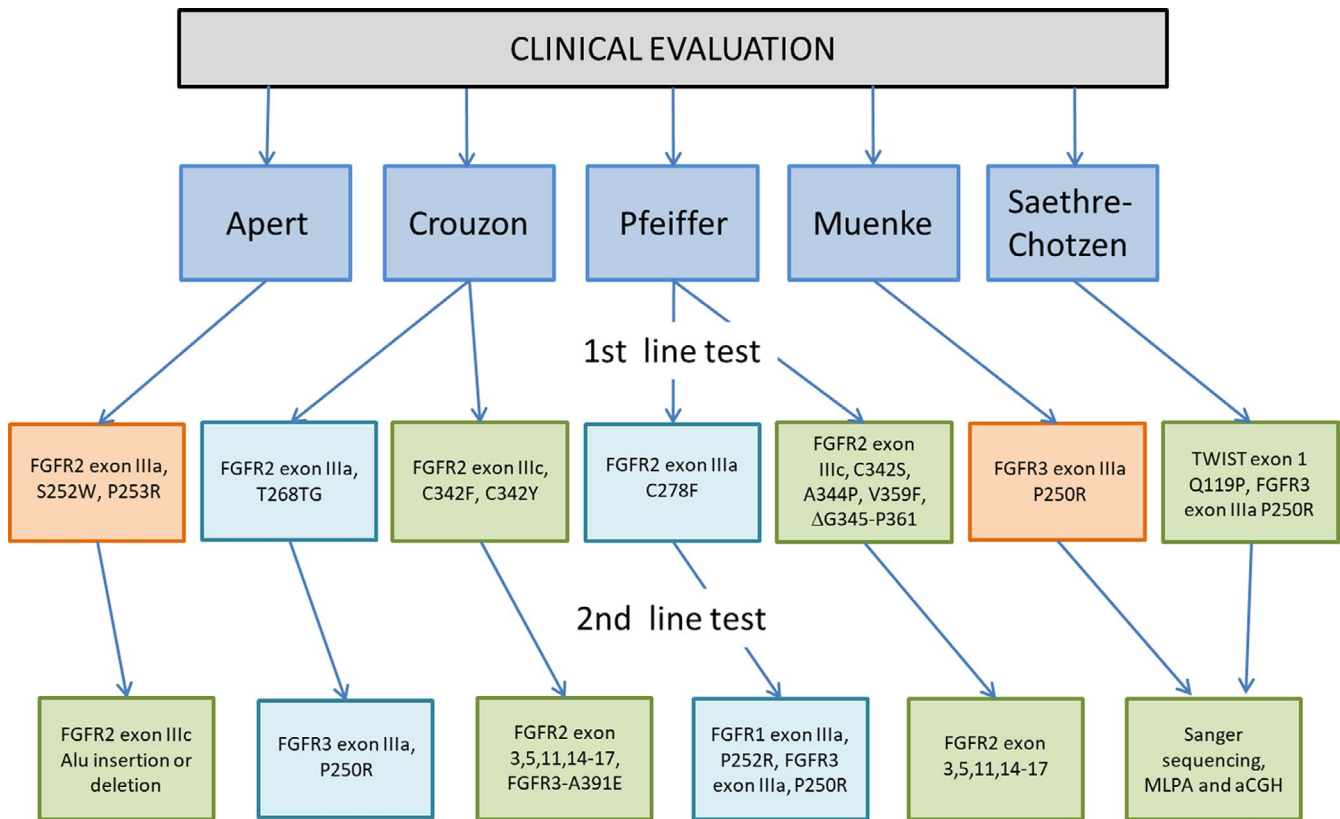 CLINICAL EVALUATION
Apert
Crouzon
Pfeiffer
Muenke
Saethre-
Chotzen
1st line test
FGFR2 exon IIIa,
S252W, P253R
FGFR2 exon IIIa,
T268TG
FGFR2 exon IIIc,
C342F, C342Y
FGFR2 exon IIIa
C278F
FGFR2 exon
IIIc, C342S,
A344P, V359F,
ΔG345-P361
FGFR3 exon IIIa
P250R
TWIST exon 1
Q119P, FGFR3
exon IIIa P250R
2nd line test
FGFR2 exon IIIc
Alu insertion or
deletion
FGFR3 exon IIIa,
P250R
FGFR2 exon
3,5,11,14-17,
FGFR3-A391E
FGFR1 exon IIIa,
P252R, FGFR3
exon IIIa, P250R
FGFR2 exon
3,5,11,14-17
Sanger
sequencing,
MLPA and aCGH